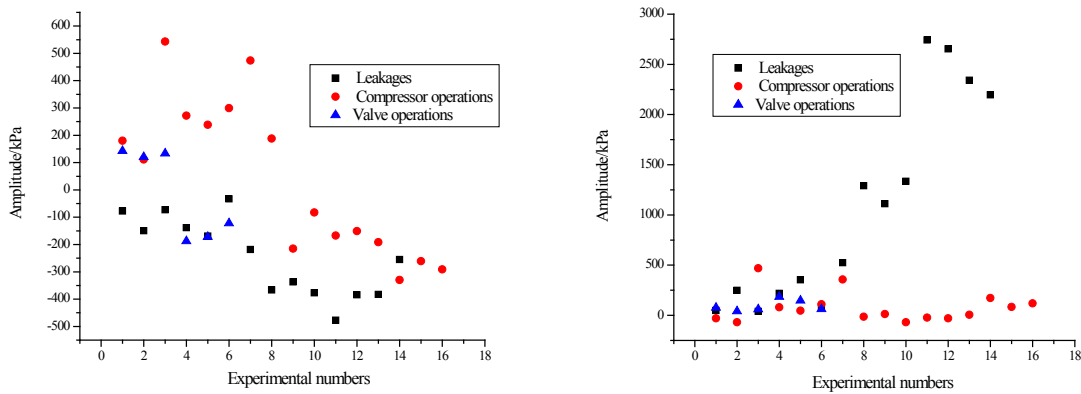 600
500
400
300
200
100
0
-100
-200
-300
-400
-500
Amplitude/kPa
Leakages
Compressor operations
Valve operations
0 2 4 6 8 10 12 14 16 18
Experimental numbers
3000
2500
2000
1500
1000
500
0
Amplitude/kPa
Leakages
Compressor operations
Valve operations
0 2 4 6 8 10 12 14 16 18
Experimental numbers